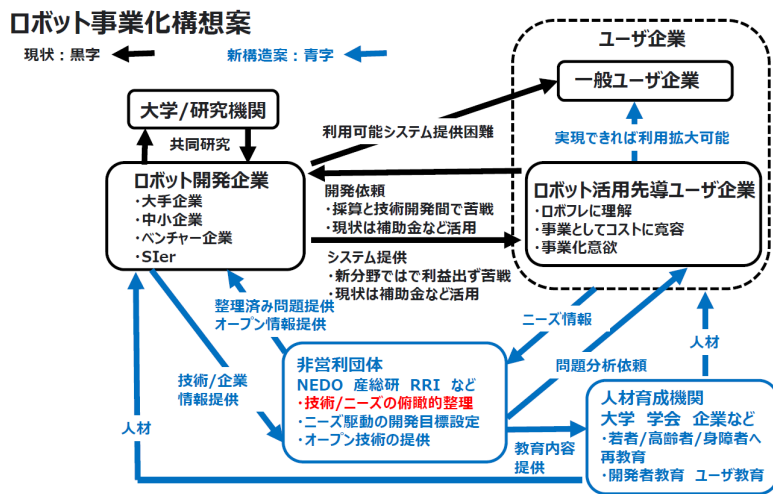 ロボット事業化構想案
現状：黒字
新構造案：青字
ユーザ企業
一般ユーザ企業
大学/研究機関
利用可能システム提供困難
実現できれば利用拡大可能
共同研究
ロボット開発企業
・大手企業
・中小企業
・ベンチャー企業
・SIer
開発依頼
・採算と技術開発間で苦戦
・現状は補助金など活用
ロボット活用先導ユーザ企業
・ロボフレに理解
・事業としてコストに寛容
・事業化意欲
システム提供
・新分野ではで利益出ず苦戦
・現状は補助金など活用
整理済み問題提供
オープン情報提供
ニーズ情報
人材
技術/企業
情報提供
非営利団体
NEDO 産総研 RRI など
・技術/ニーズの俯瞰的整理
・ニーズ駆動の開発目標設定
・オープン技術の提供
問題分析依頼
人材育成機関
大学 学会 企業など
・若者/高齢者/身障者へ
再教育
・開発者教育 ユーザ教育
人材
教育内容
提供